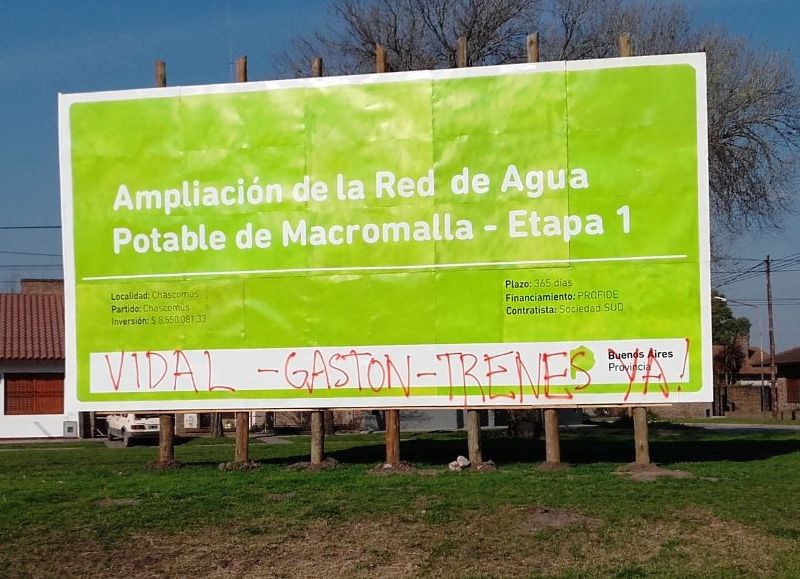 Ampliación de la Red de Agua
Potable de Macromalla - Etapa 1
Localidad: Chascomús
Partido: Chascomús
Inversión: $ 8.550.081,33
Plazo: 365 días
Financiamiento: PROFIDE
Contratista: Sociedad SUD
Buenos Aires
Provincia
VIDAL - GASTON - TRENES YA!